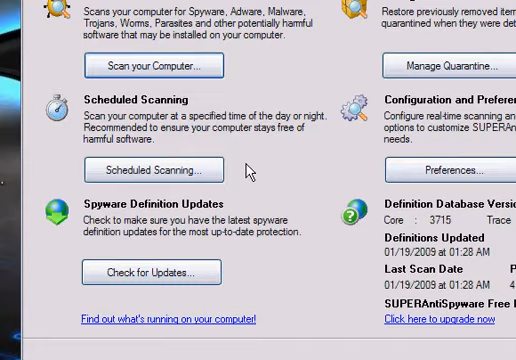 Scan your computer for Spyware, Adware, Malware,
Trojans, Worms, Parasites and other potentially harmful
software that may be installed on your computer.
Scan your Computer...
Scheduled Scanning
Scan your computer at a specified time of the day or night.
Recommended to ensure your computer stays free of
harmful software.
Scheduled Scanning...
Spyware Definition Updates
Check to make sure you have the latest spyware
definition updates for the most up-to-date protection.
Check for Updates...
Find out what's running on your computer!
Restore previously removed item
quarantined when they were det
Manage Quarantine...
Configuration and Prefere
Configure real-time scanning an
options to customize SUPERAnti
needs.
Preferences...
Definition Database Versio
Core : 3715 Trace
Definitions Updated
01/19/2009 at 01:28 AM
Last Scan Date P
01/19/2009 at 01:28 AM 4
SUPERAntiSpyware Free
Click here to upgrade now